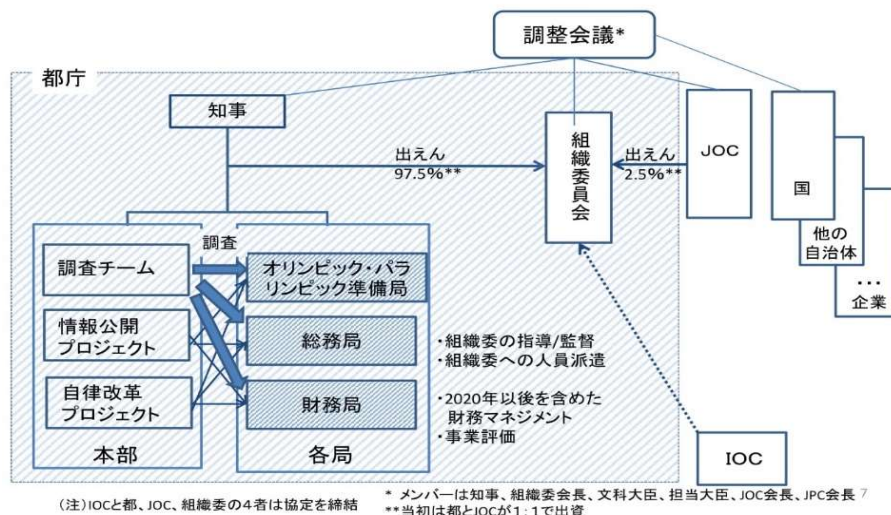 調整会議*
都庁
知事
出えん
97.5%**
組織委員会
出えん
2.5%**
JOC
国
他の
自治体
…
企業
調査
調査チーム
オリンピック・パラ
リンピック準備局
情報公開
プロジェクト
総務局
・組織委の指導/監督
・組織委への人員派遣
自律改革
プロジェクト
財務局
・2020年以後を含めた
財務マネジメント
・事業評価
本部
各局
IOC
(注)IOCと都、JOC、組織委の4者は協定を締結
* メンバーは知事、組織委会長、文科大臣、担当大臣、JOC会長、JPC会長 7
**当初は都とJOCが1:1で出資